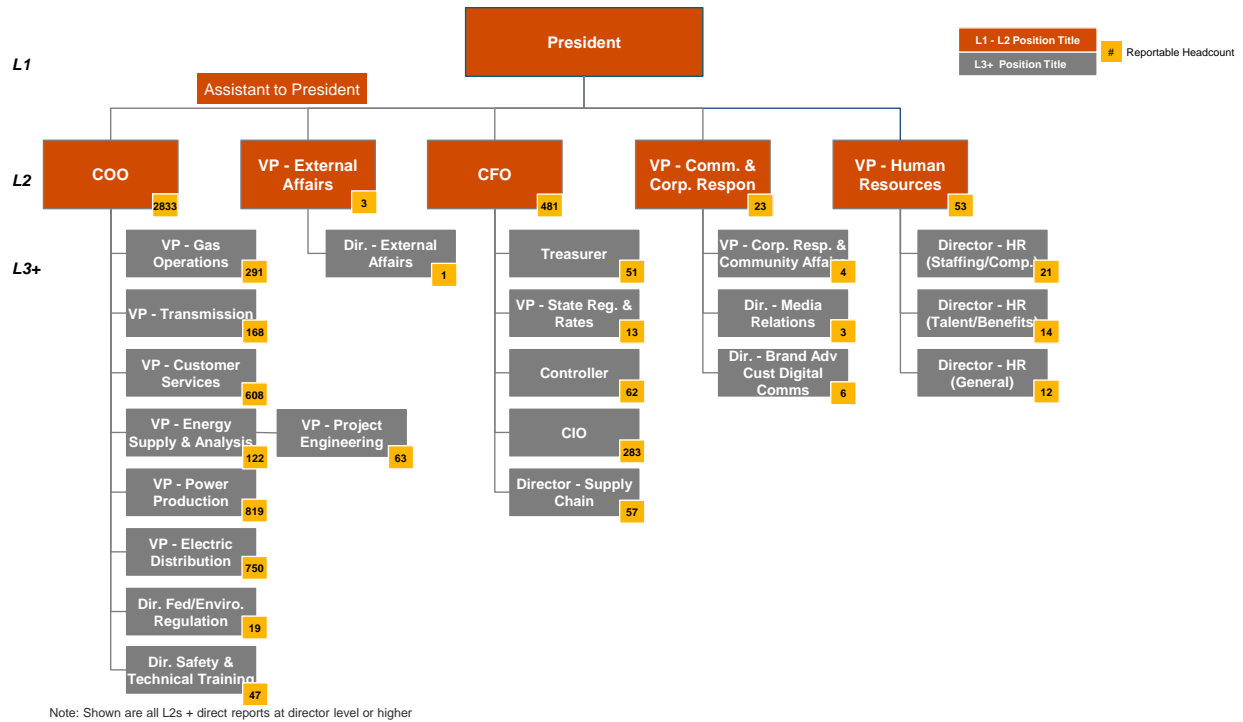 President
L1 - L2 Position Title
#
Reportable Headcount
L3+ Position Title
L1
Assistant to President
L2
COO
2833
VP - External
Affairs
3
CFO
481
VP - Comm. &
Corp. Respon
23
VP - Human
Resources
53
L3+
VP - Gas
Operations
291
VP - Transmission
168
VP - Customer
Services
608
VP - Energy
Supply & Analysis
122
VP - Project
Engineering
63
VP - Power
Production
819
VP - Electric
Distribution
750
Dir. Fed/Enviro.
Regulation
19
Dir. Safety &
Technical Training
47
Dir. - External
Affairs
1
Treasurer
51
VP - State Reg. &
Rates
13
Controller
62
CIO
283
Director - Supply
Chain
57
VP - Corp. Resp. &
Community Affairs
4
Dir. - Media
Relations
3
Dir. - Brand Adv
Cust Digital
Comms
6
Director - HR
(Staffing/Comp.)
21
Director - HR
(Talent/Benefits)
14
Director - HR
(General)
12
Note: Shown are all L2s + direct reports at director level or higher